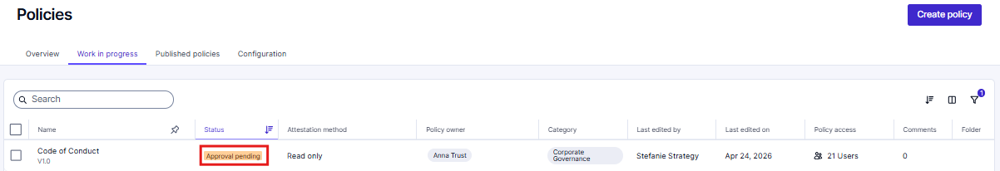 Policies
Create policy
Overview Work in progress Published policies Configuration
Search
1
Name Status Attestation method Policy owner Category Last edited by Last edited on Policy access Comments Folder
Code of Conduct Approval pending Read only Anna Trust Corporate Governance Stefanie Strategy Apr 24, 2026 21 Users 0
V1.0